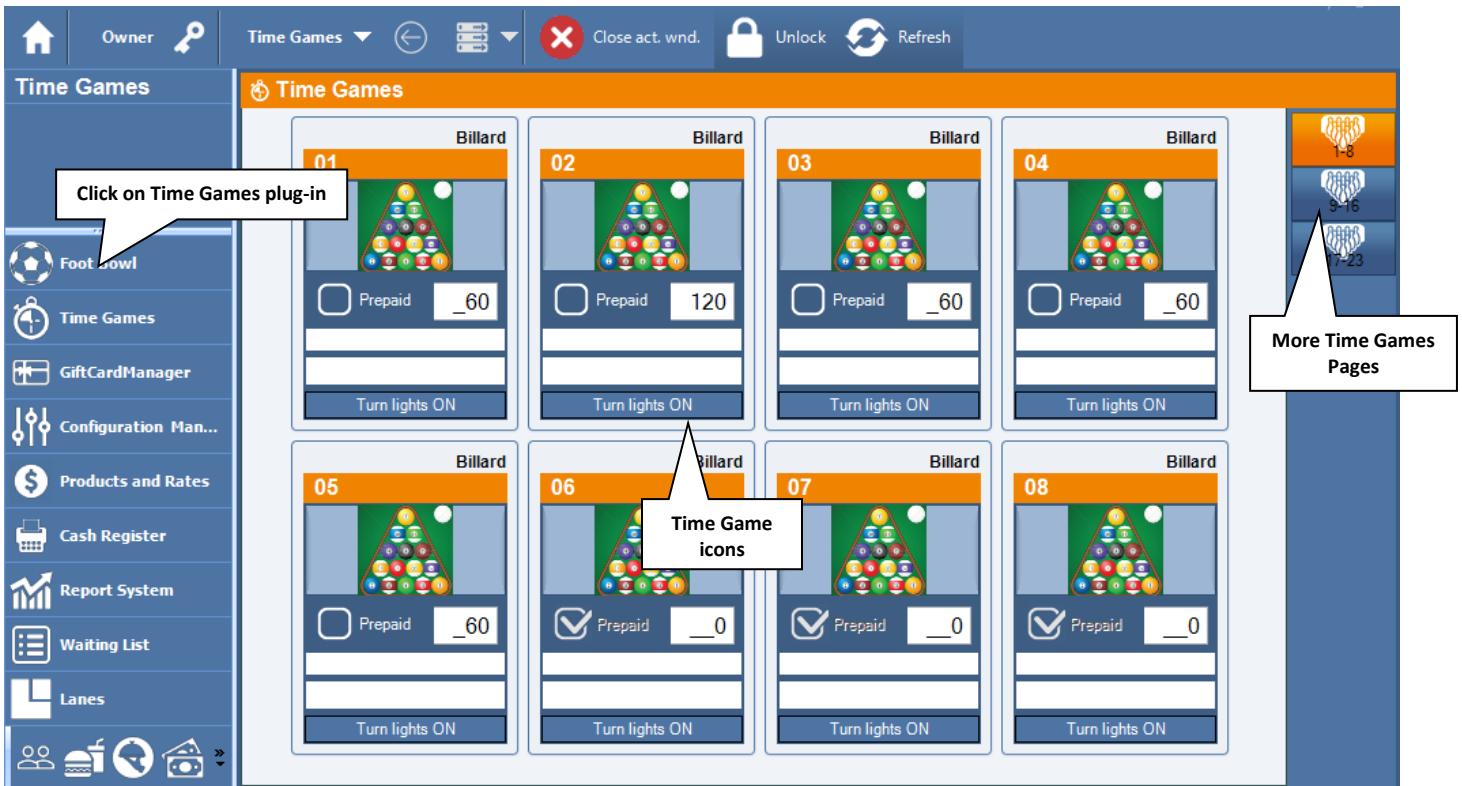 Owner
Time Games
Close act. wnd.
Unlock
Refresh
Time Games
Time Games
Click on Time Games plug-in
Foot Bowl
Time Games
GiftCardManager
Configuration Man...
Products and Rates
Cash Register
Report System
Waiting List
Lanes
Billard
01
Prepaid _60
Turn lights ON
Billard
02
Prepaid 120
Turn lights ON
Billard
03
Prepaid _60
Turn lights ON
Billard
04
Prepaid _60
Turn lights ON
Billard
05
Prepaid _60
Turn lights ON
Billard
06
Prepaid __0
Turn lights ON
Billard
07
Prepaid __0
Turn lights ON
Billard
08
Prepaid __0
Turn lights ON
Time Game
icons
1-8
9-16
17-23
More Time Games
Pages